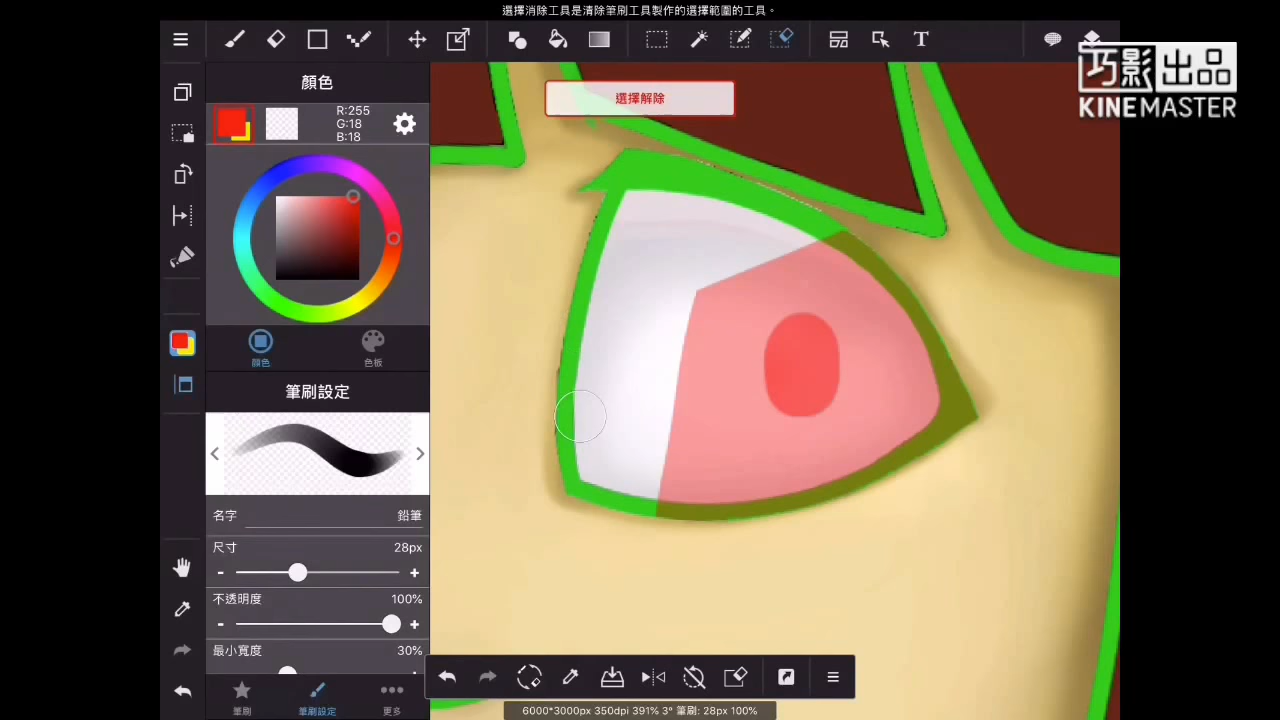 選擇消除工具是清除筆刷工具製作的選擇範圍的工具。
T
巧影出品
KINEMASTER
顏色
選擇解除
R:255
G:18
B:18
顏色
色板
筆刷設定
名字 鉛筆
尺寸 28px
- +
不透明度 100%
- +
最小寬度 30%
筆刷 筆刷設定 更多
6000*3000px 350dpi 391% 3° 筆刷: 28px 100%